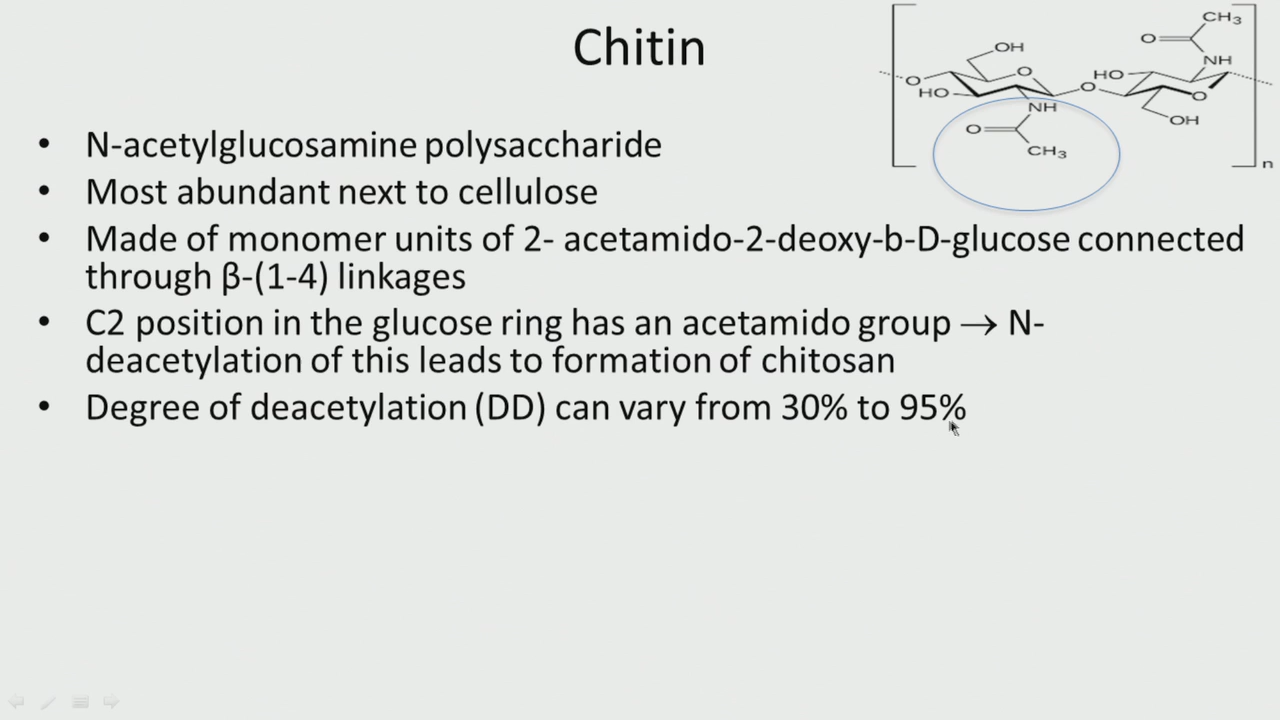 Chitin
CH3
O
NH
OH
O
O
HO
O
HO
O
NH
OH
O
CH3
n
• N-acetylglucosamine polysaccharide
• Most abundant next to cellulose
• Made of monomer units of 2- acetamido-2-deoxy-b-D-glucose connected
through β-(1-4) linkages
• C2 position in the glucose ring has an acetamido group → N-
deacetylation of this leads to formation of chitosan
• Degree of deacetylation (DD) can vary from 30% to 95%